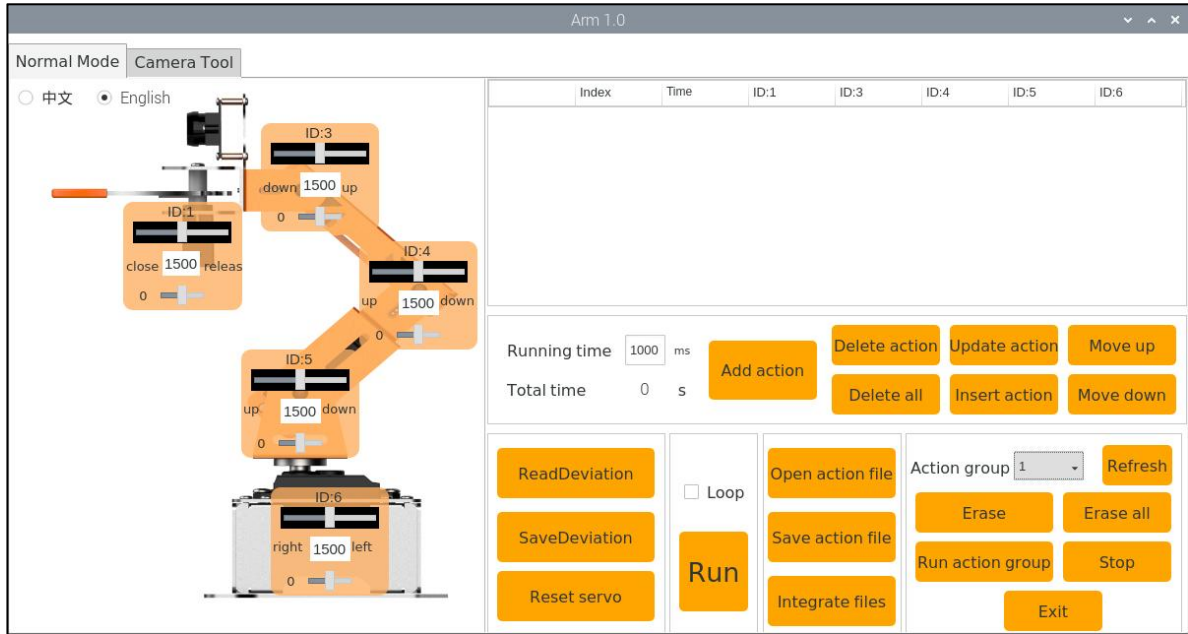 Arm 1.0
Normal Mode
Camera Tool
中文
English
ID:3
down 1500 up
0
ID:1
close 1500 releas
0
ID:4
up 1500 down
0
ID:5
up 1500 down
0
ID:6
right 1500 left
0
Index Time ID:1 ID:3 ID:4 ID:5 ID:6
Running time 1000 ms
Total time 0 s
Add action
Delete action
Update action
Move up
Delete all
Insert action
Move down
ReadDeviation
SaveDeviation
Reset servo
Loop
Run
Open action file
Save action file
Integrate files
Action group 1
Refresh
Erase
Erase all
Run action group
Stop
Exit